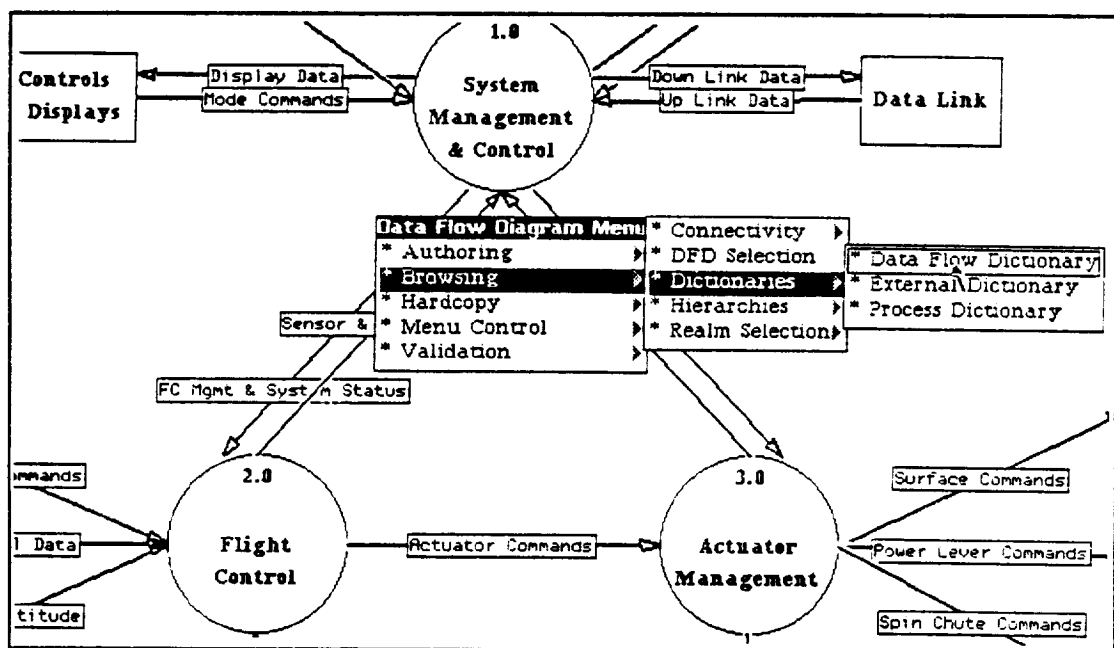 1.0
System
Management
& Control
Controls
Displays
Display Data
Mode Commands
Down Link Data
Up Link Data
Data Link
Data Flow Diagram Menu
* Authoring
* Browsing
* Hardcopy
* Menu Control
* Validation
* Connectivity
* DFD Selection
* Dictionaries
* Hierarchies
* Realm Selection
* Data Flow Dictionary
* External Dictionary
* Process Dictionary
Sensor &
FC Mgmt & System Status
2.0
Flight
Control
ommands
l Data
titude
Actuator Commands
3.0
Actuator
Management
Surface Commands
Power Lever Commands
Spin Chute Commands